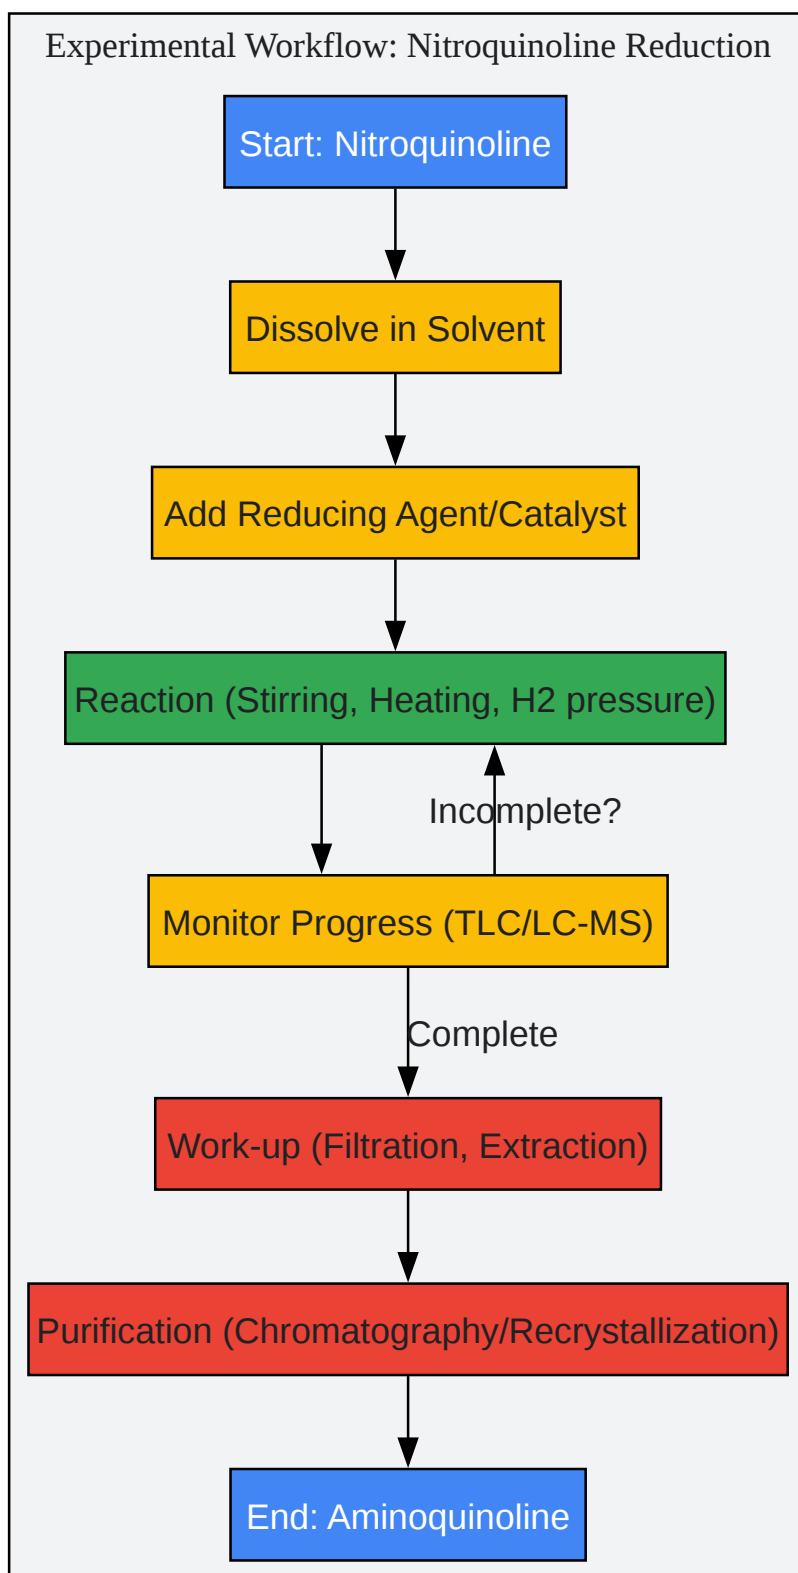 Experimental Workflow: Nitroquinoline Reduction
Start: Nitroquinoline
Dissolve in Solvent
Add Reducing Agent/Catalyst
Reaction (Stirring, Heating, H2 pressure)
Incomplete?
Monitor Progress (TLC/LC-MS)
Complete
Work-up (Filtration, Extraction)
Purification (Chromatography/Recrystallization)
End: Aminoquinoline